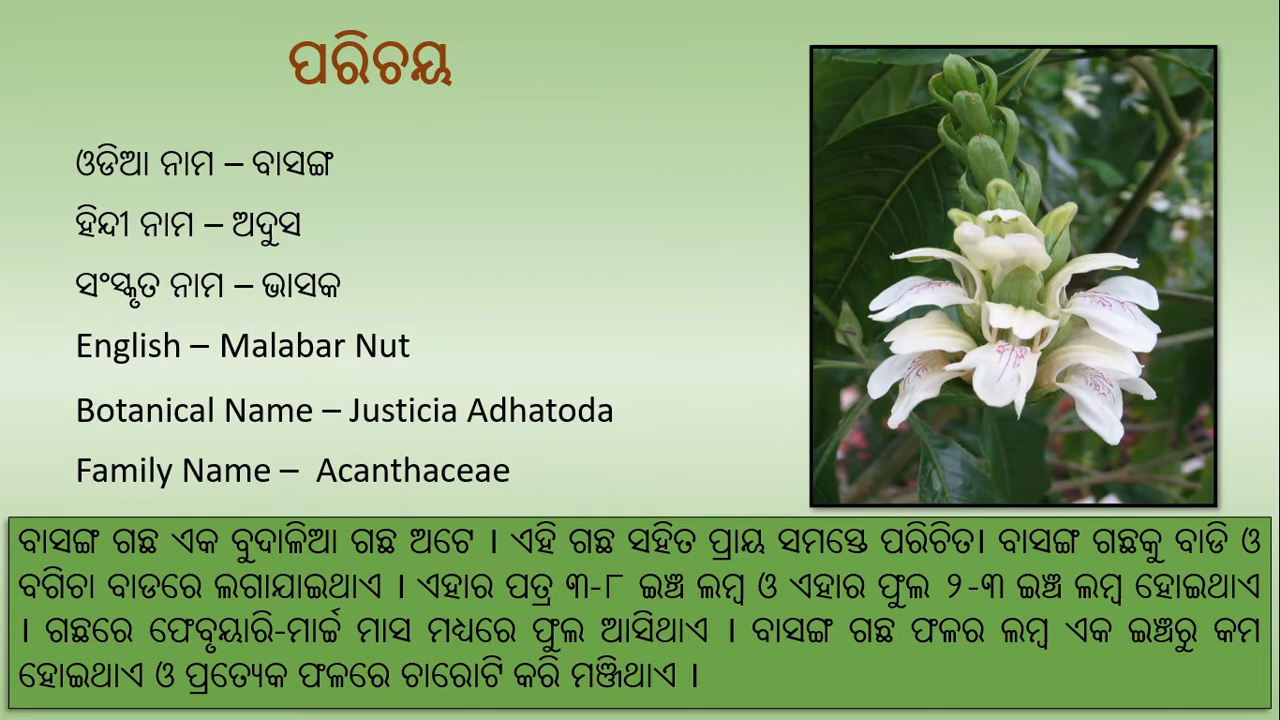 ପରିଚୟ
ଓଡିଆ ନାମ – ବାସଙ୍ଗ
ହିନ୍ଦୀ ନାମ – ଅଦୁସ
ସଂସ୍କୃତ ନାମ – ଭାସକ
English – Malabar Nut
Botanical Name – Justicia Adhatoda
Family Name – Acanthaceae
ବାସଙ୍ଗ ଗଛ ଏକ ବୁଦାଳିଆ ଗଛ ଅଟେ । ଏହି ଗଛ ସହିତ ପ୍ରାୟ ସମସ୍ତେ ପରିଚିତ। ବାସଙ୍ଗ ଗଛକୁ ବାଡି ଓ
ବଗିଚା ବାଡରେ ଲଗାଯାଇଥାଏ । ଏହାର ପତ୍ର ୩-୮ ଇଞ୍ଚ ଲମ୍ବ ଓ ଏହାର ଫୁଲ ୨-୩ ଇଞ୍ଚ ଲମ୍ବ ହୋଇଥାଏ
। ଗଛରେ ଫେବୃୟାରି-ମାର୍ଚ୍ଚ ମାସ ମଧ୍ୟରେ ଫୁଲ ଆସିଥାଏ । ବାସଙ୍ଗ ଗଛ ଫଳର ଲମ୍ବ ଏକ ଇଞ୍ଚରୁ କମ
ହୋଇଥାଏ ଓ ପ୍ରତ୍ୟେକ ଫଳରେ ଚାରୋଟି କରି ମଞ୍ଜିଥାଏ ।